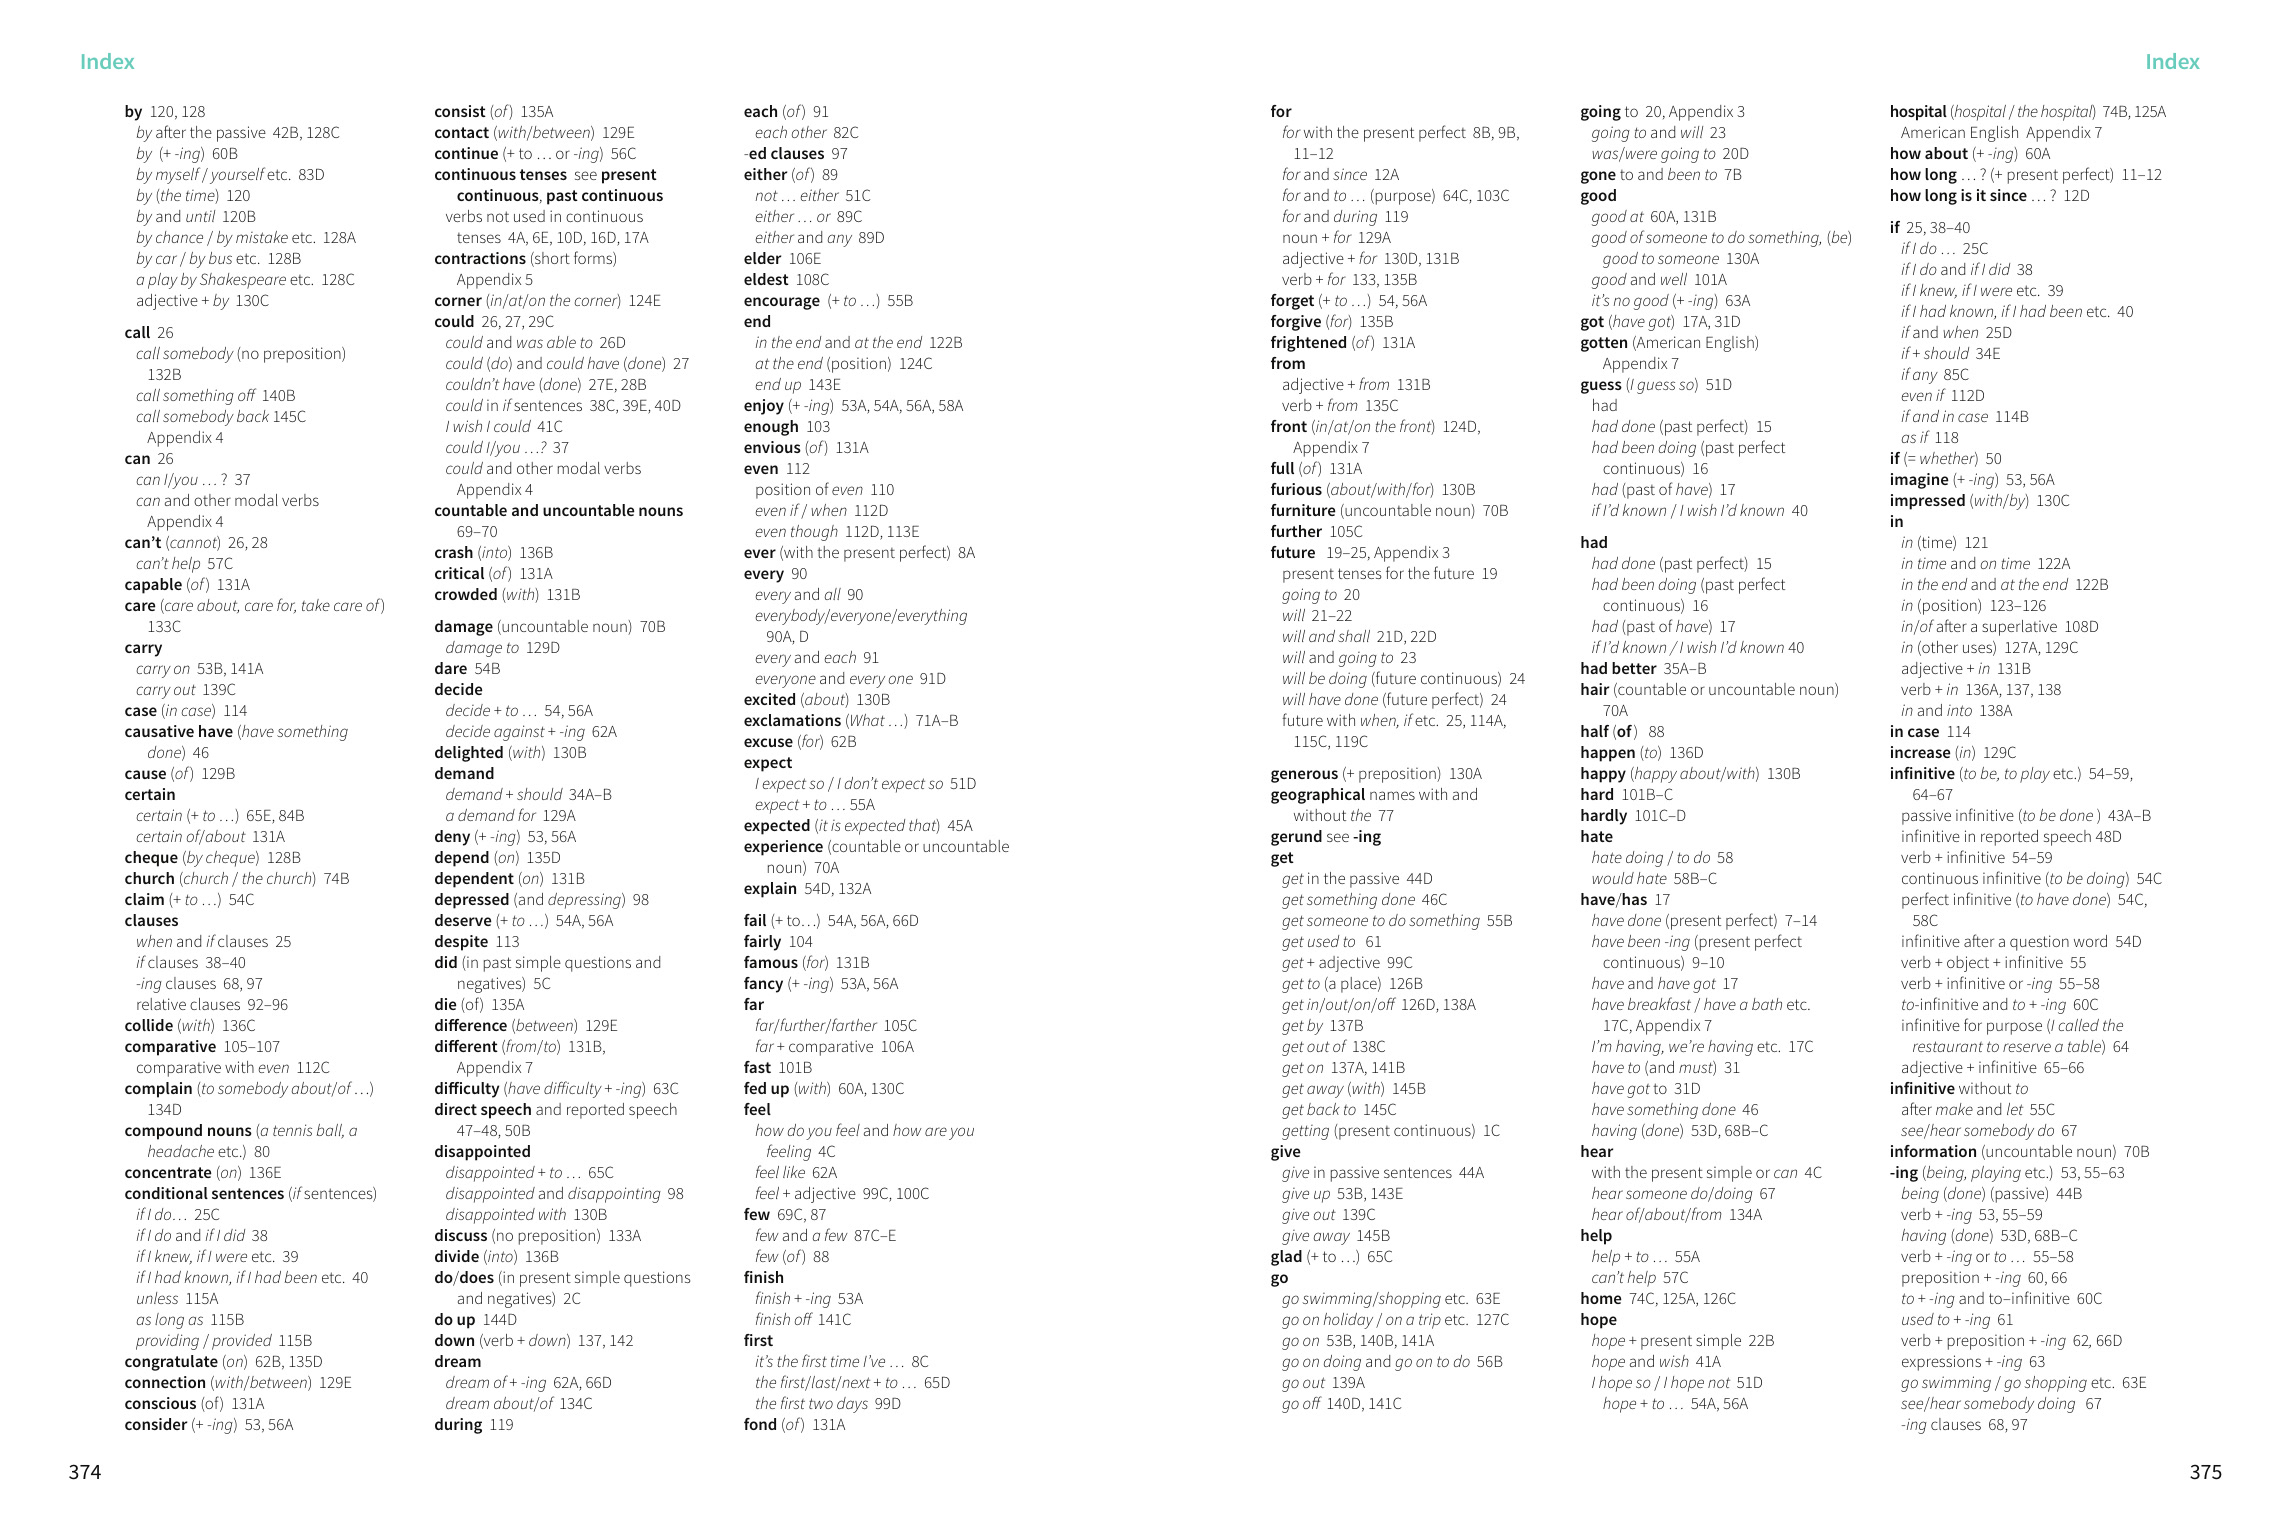 Index
by 120, 128
by after the passive 42B, 128C
by (+ -ing) 60B
by myself / yourself etc. 83D
by (the time) 120
by and until 120B
by chance / by mistake etc. 128A
by car / by bus etc. 128B
a play by Shakespeare etc. 128C
adjective + by 130C
call 26
call somebody (no preposition)
132B
call something off 140B
call somebody back 145C
Appendix 4
can 26
can I/you … ? 37
can and other modal verbs
Appendix 4
can’t (cannot) 26, 28
can’t help 57C
capable (of) 131A
care (care about, care for, take care of)
133C
carry
carry on 53B, 141A
carry out 139C
case (in case) 114
causative have (have something
done) 46
cause (of) 129B
certain
certain (+ to …) 65E, 84B
certain of/about 131A
cheque (by cheque) 128B
church (church / the church) 74B
claim (+ to …) 54C
clauses
when and if clauses 25
if clauses 38–40
-ing clauses 68, 97
relative clauses 92–96
collide (with) 136C
comparative 105–107
comparative with even 112C
complain (to somebody about/of …)
134D
compound nouns (a tennis ball, a
headache etc.) 80
concentrate (on) 136E
conditional sentences (if sentences)
if I do… 25C
if I do and if I did 38
if I knew, if I were etc. 39
if I had known, if I had been etc. 40
unless 115A
as long as 115B
providing / provided 115B
congratulate (on) 62B, 135D
connection (with/between) 129E
conscious (of) 131A
consider (+ -ing) 53, 56A
consist (of) 135A
contact (with/between) 129E
continue (+ to … or -ing) 56C
continuous tenses see present
continuous, past continuous
verbs not used in continuous
tenses 4A, 6E, 10D, 16D, 17A
contractions (short forms)
Appendix 5
corner (in/at/on the corner) 124E
could 26, 27, 29C
could and was able to 26D
could (do) and could have (done) 27
couldn’t have (done) 27E, 28B
could in if sentences 38C, 39E, 40D
I wish I could 41C
could I/you …? 37
could and other modal verbs
Appendix 4
countable and uncountable nouns
69–70
crash (into) 136B
critical (of) 131A
crowded (with) 131B
damage (uncountable noun) 70B
damage to 129D
dare 54B
decide
decide + to … 54, 56A
decide against + -ing 62A
delighted (with) 130B
demand
demand + should 34A–B
a demand for 129A
deny (+ -ing) 53, 56A
depend (on) 135D
dependent (on) 131B
depressed (and depressing) 98
deserve (+ to …) 54A, 56A
despite 113
did (in past simple questions and
negatives) 5C
die (of) 135A
difference (between) 129E
different (from/to) 131B,
Appendix 7
difficulty (have difficulty + -ing) 63C
direct speech and reported speech
47–48, 50B
disappointed
disappointed + to … 65C
disappointed and disappointing 98
disappointed with 130B
discuss (no preposition) 133A
divide (into) 136B
do/does (in present simple questions
and negatives) 2C
do up 144D
down (verb + down) 137, 142
dream
dream of + -ing 62A, 66D
dream about/of 134C
during 119
each (of) 91
each other 82C
-ed clauses 97
either (of) 89
not … either 51C
either … or 89C
either and any 89D
elder 106E
eldest 108C
encourage (+ to …) 55B
end
in the end and at the end 122B
at the end (position) 124C
end up 143E
enjoy (+ -ing) 53A, 54A, 56A, 58A
enough 103
envious (of) 131A
even 112
position of even 110
even if / when 112D
even though 112D, 113E
ever (with the present perfect) 8A
every 90
every and all 90
everybody/everyone/everything
90A, D
every and each 91
everyone and every one 91D
excited (about) 130B
exclamations (What …) 71A–B
excuse (for) 62B
expect
I expect so / I don’t expect so 51D
expect + to … 55A
expected (it is expected that) 45A
experience (countable or uncountable
noun) 70A
explain 54D, 132A
fail (+ to…) 54A, 56A, 66D
fairly 104
famous (for) 131B
fancy (+ -ing) 53A, 56A
far
far/further/farther 105C
far + comparative 106A
fast 101B
fed up (with) 60A, 130C
feel
how do you feel and how are you
feeling 4C
feel like 62A
feel + adjective 99C, 100C
few 69C, 87
few and a few 87C–E
few (of) 88
finish
finish + -ing 53A
finish off 141C
first
it’s the first time I’ve … 8C
the first/last/next + to … 65D
the first two days 99D
fond (of) 131A
374
Index
for
for with the present perfect 8B, 9B,
11–12
for and since 12A
for and to … (purpose) 64C, 103C
for and during 119
noun + for 129A
adjective + for 130D, 131B
verb + for 133, 135B
forget (+ to …) 54, 56A
forgive (for) 135B
frightened (of) 131A
from
adjective + from 131B
verb + from 135C
front (in/at/on the front) 124D,
Appendix 7
full (of) 131A
furious (about/with/for) 130B
furniture (uncountable noun) 70B
further 105C
future 19–25, Appendix 3
present tenses for the future 19
going to 20
will 21–22
will and shall 21D, 22D
will and going to 23
will be doing (future continuous) 24
will have done (future perfect) 24
future with when, if etc. 25, 114A,
115C, 119C
generous (+ preposition) 130A
geographical names with and
without the 77
gerund see -ing
get
get in the passive 44D
get something done 46C
get someone to do something 55B
get used to 61
get + adjective 99C
get to (a place) 126B
get in/out/on/off 126D, 138A
get by 137B
get out of 138C
get on 137A, 141B
get away (with) 145B
get back to 145C
getting (present continuous) 1C
give
give in passive sentences 44A
give up 53B, 143E
give out 139C
give away 145B
glad (+ to …) 65C
go
go swimming/shopping etc. 63E
go on holiday / on a trip etc. 127C
go on 53B, 140B, 141A
go on doing and go on to do 56B
go out 139A
go off 140D, 141C
going to 20, Appendix 3
going to and will 23
was/were going to 20D
gone to and been to 7B
good
good at 60A, 131B
good of someone to do something, (be)
good to someone 130A
good and well 101A
it’s no good (+ -ing) 63A
got (have got) 17A, 31D
gotten (American English)
Appendix 7
guess (I guess so) 51D
had
had done (past perfect) 15
had been doing (past perfect
continuous) 16
had (past of have) 17
if I’d known / I wish I’d known 40
had
had done (past perfect) 15
had been doing (past perfect
continuous) 16
had (past of have) 17
if I’d known / I wish I’d known 40
had better 35A–B
hair (countable or uncountable noun)
70A
half (of) 88
happen (to) 136D
happy (happy about/with) 130B
hard 101B–C
hardly 101C–D
hate
hate doing / to do 58
would hate 58B–C
have/has 17
have done (present perfect) 7–14
have been -ing (present perfect
continuous) 9–10
have and have got 17
have breakfast / have a bath etc.
17C, Appendix 7
I’m having, we’re having etc. 17C
have to (and must) 31
have got to 31D
have something done 46
having (done) 53D, 68B–C
hear
with the present simple or can 4C
hear someone do/doing 67
hear of/about/from 134A
help
help + to … 55A
can’t help 57C
home 74C, 125A, 126C
hope
hope + present simple 22B
hope and wish 41A
I hope so / I hope not 51D
hope + to … 54A, 56A
hospital (hospital / the hospital) 74B, 125A
American English Appendix 7
how about (+ -ing) 60A
how long … ? (+ present perfect) 11–12
how long is it since … ? 12D
if 25, 38–40
if I do … 25C
if I do and if I did 38
if I knew, if I were etc. 39
if I had known, if I had been etc. 40
if and when 25D
if + should 34E
if any 85C
even if 112D
if and in case 114B
as if 118
if (= whether) 50
imagine (+ -ing) 53, 56A
impressed (with/by) 130C
in
in (time) 121
in time and on time 122A
in the end and at the end 122B
in (position) 123–126
in/of after a superlative 108D
in (other uses) 127A, 129C
adjective + in 131B
verb + in 136A, 137, 138
in and into 138A
in case 114
increase (in) 129C
infinitive (to be, to play etc.) 54–59,
64–67
passive infinitive (to be done ) 43A–B
infinitive in reported speech 48D
verb + infinitive 54–59
continuous infinitive (to be doing) 54C
perfect infinitive (to have done) 54C,
58C
infinitive after a question word 54D
verb + object + infinitive 55
verb + infinitive or -ing 55–58
to-infinitive and to + -ing 60C
infinitive for purpose (I called the
restaurant to reserve a table) 64
adjective + infinitive 65–66
infinitive without to
after make and let 55C
see/hear somebody do 67
information (uncountable noun) 70B
-ing (being, playing etc.) 53, 55–63
being (done) (passive) 44B
verb + -ing 53, 55–59
having (done) 53D, 68B–C
verb + -ing or to … 55–58
preposition + -ing 60, 66
to + -ing and to–infinitive 60C
used to + -ing 61
verb + preposition + -ing 62, 66D
expressions + -ing 63
go swimming / go shopping etc. 63E
see/hear somebody doing 67
-ing clauses 68, 97
375